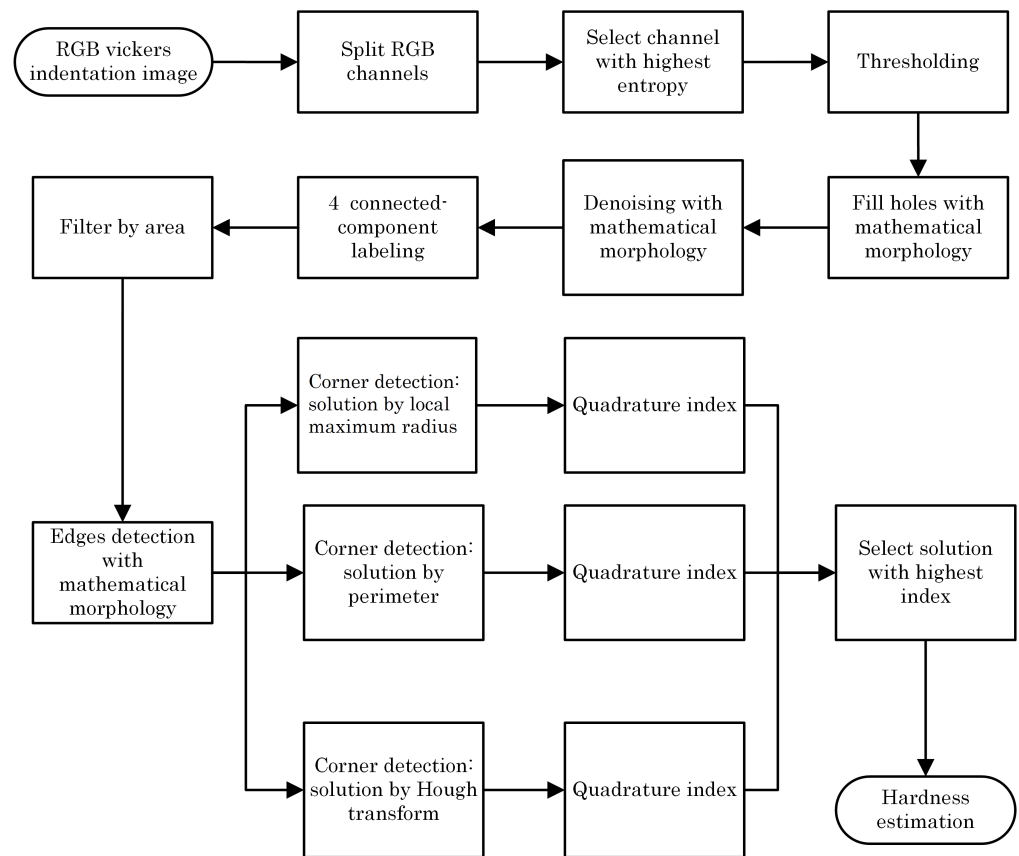 RGB vickers
indentation image
Split RGB
channels
Select channel
with highest
entropy
Thresholding
Filter by area
4 connected-
component
labeling
Denoising with
mathematical
morphology
Fill holes with
mathematical
morphology
Corner detection:
solution by local
maximum radius
Quadrature index
Edges detection
with
mathematical
morphology
Corner detection:
solution by
perimeter
Quadrature index
Select solution
with highest
index
Corner detection:
solution by Hough
transform
Quadrature index
Hardness
estimation